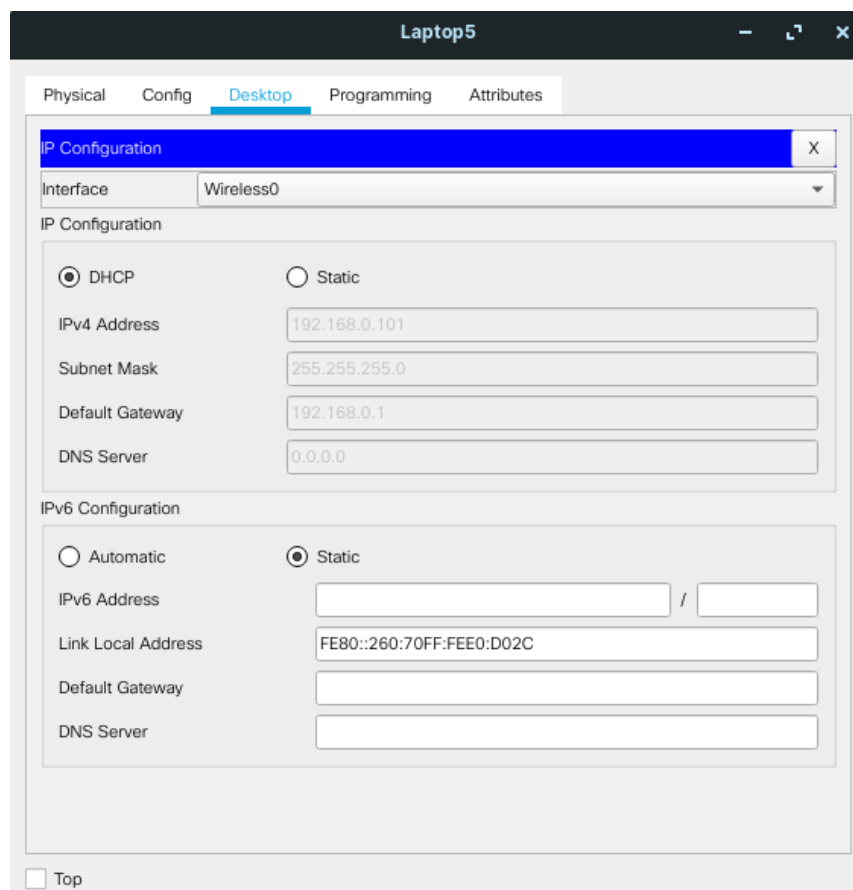 Laptop5
Physical Config Desktop Programming Attributes
IP Configuration X
Interface Wireless0
IP Configuration
DHCP Static
IPv4 Address 192.168.0.101
Subnet Mask 255.255.255.0
Default Gateway 192.168.0.1
DNS Server 0.0.0.0
IPv6 Configuration
Automatic Static
IPv6 Address /
Link Local Address FE80::260:70FF:FEE0:D02C
Default Gateway
DNS Server
Top